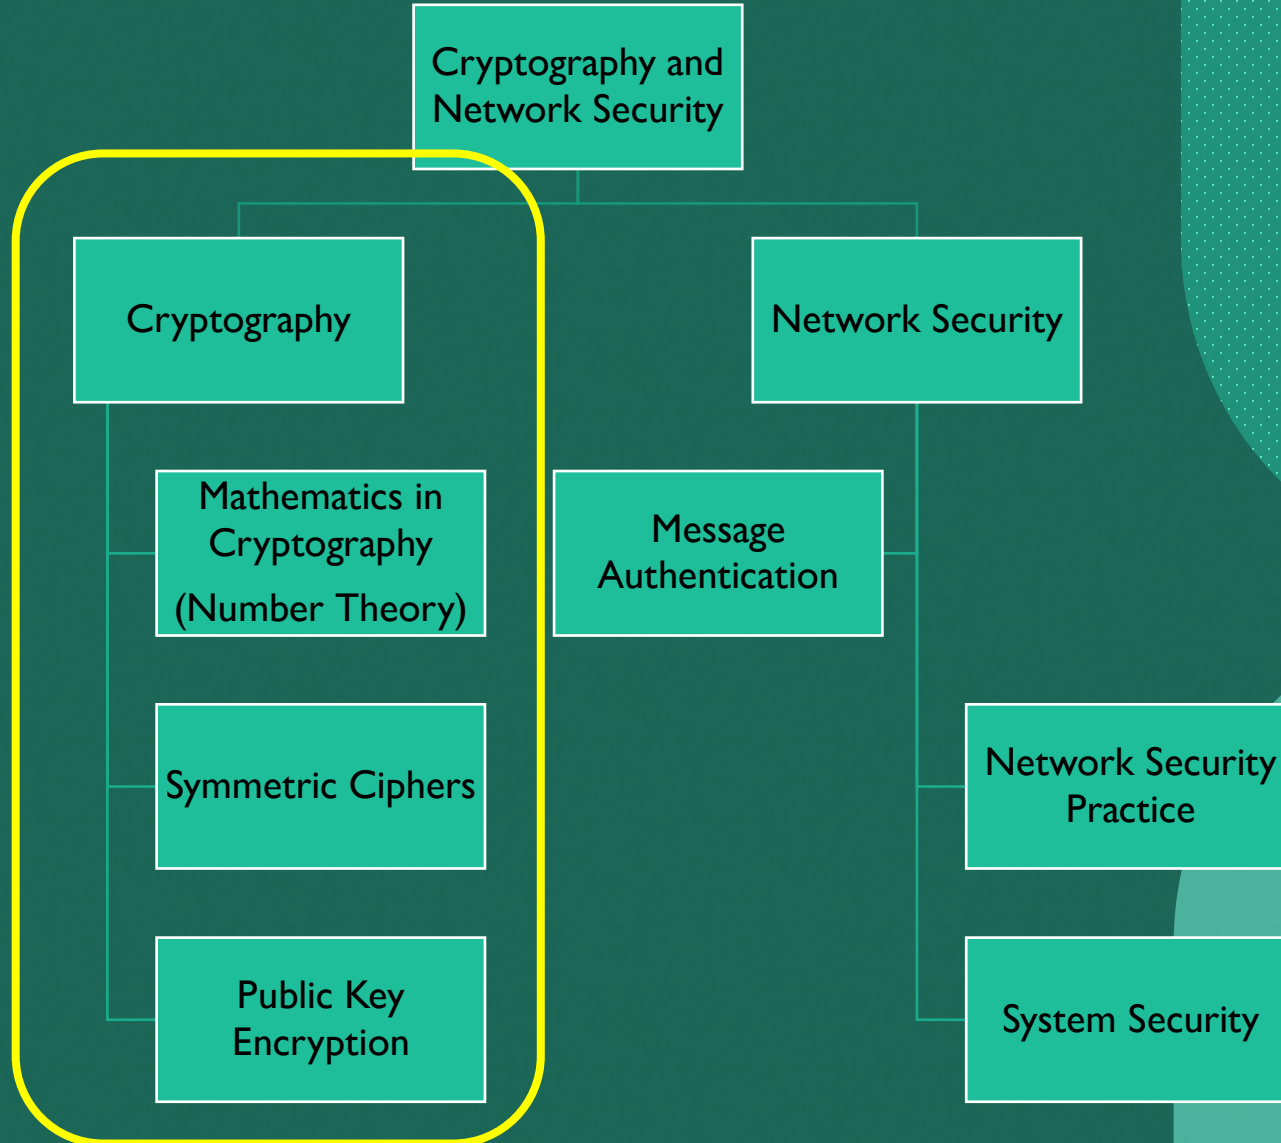 Cryptography and
Network Security
Cryptography
Network Security
Mathematics in
Cryptography
(Number Theory)
Message
Authentication
Symmetric Ciphers
Network Security
Practice
Public Key
Encryption
System Security